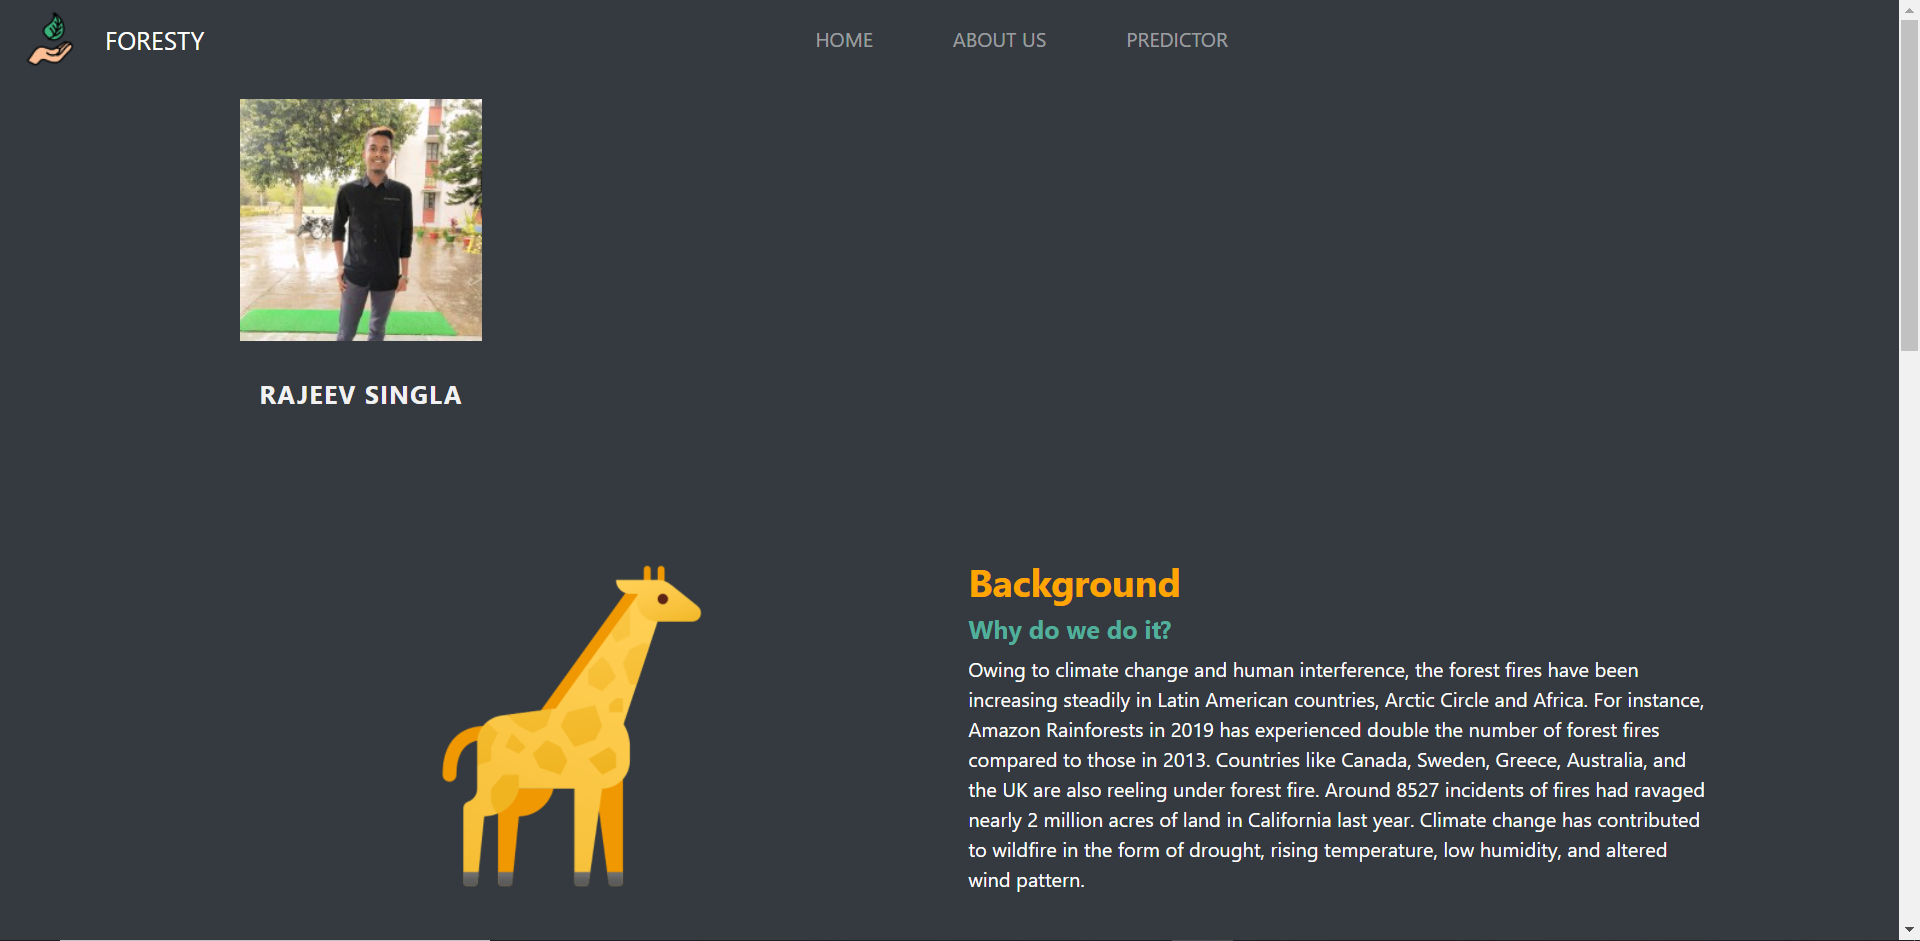 FORESTY
HOME
ABOUT US
PREDICTOR
RAJEEV SINGLA
Background
Why do we do it?
Owing to climate change and human interference, the forest fires have been
increasing steadily in Latin American countries, Arctic Circle and Africa. For instance,
Amazon Rainforests in 2019 has experienced double the number of forest fires
compared to those in 2013. Countries like Canada, Sweden, Greece, Australia, and
the UK are also reeling under forest fire. Around 8527 incidents of fires had ravaged
nearly 2 million acres of land in California last year. Climate change has contributed
to wildfire in the form of drought, rising temperature, low humidity, and altered
wind pattern.